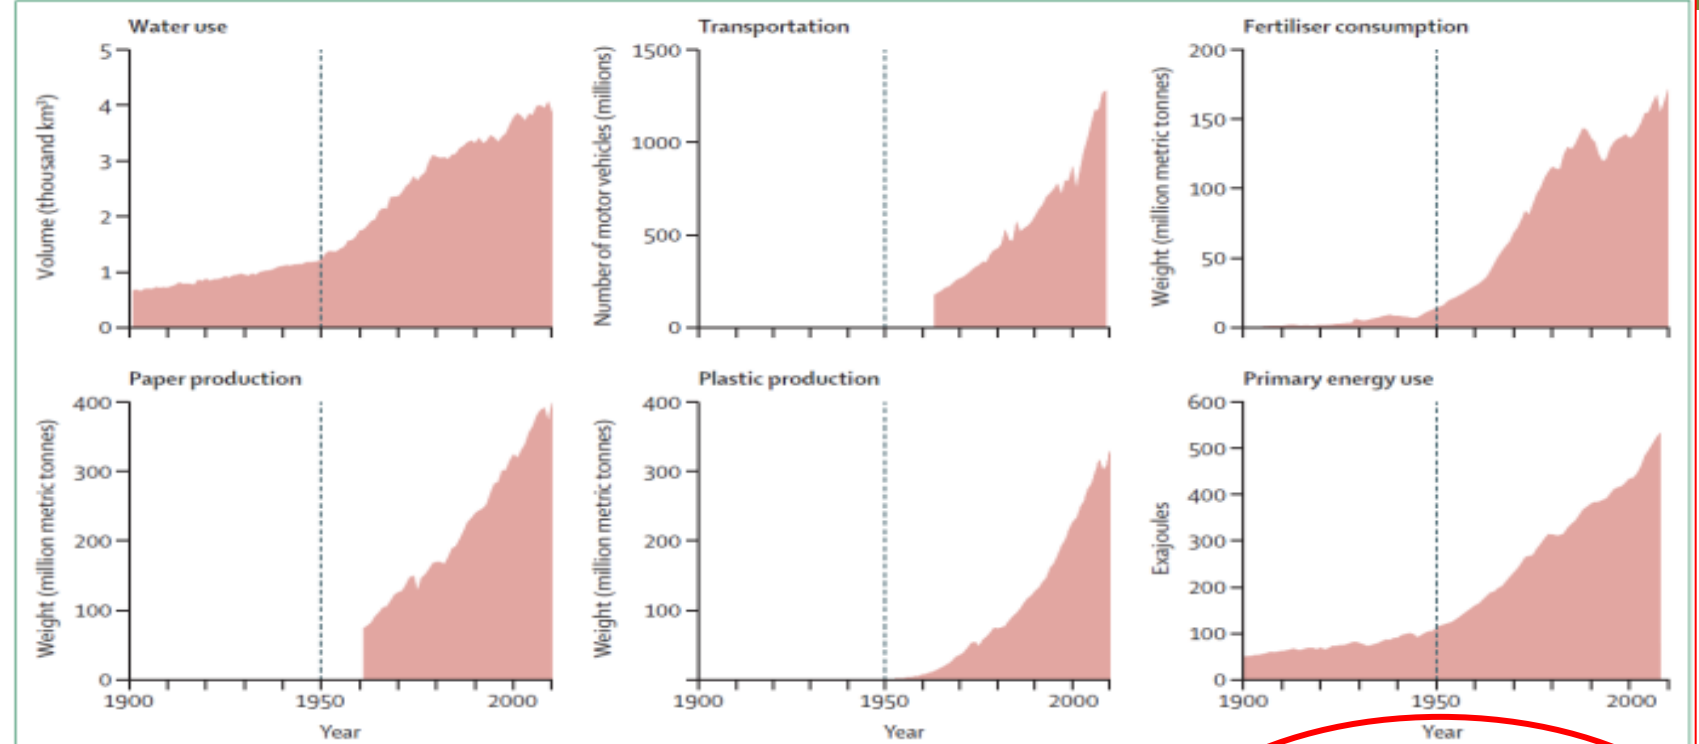 Water use
Volume (thousand km³)
5
4
3
2
1
0
Transportation
Number of motor vehicles (millions)
1500
1000
500
0
Fertiliser consumption
Weight (million metric tonnes)
200
150
100
50
0
Paper production
Weight (million metric tonnes)
400
300
200
100
0
1900 1950 2000
Year
Plastic production
Weight (million metric tonnes)
400
300
200
100
1900 1950 2000
Year
Primary energy use
Exajoules
600
500
400
300
200
100
0
1900 1950 2000
Year